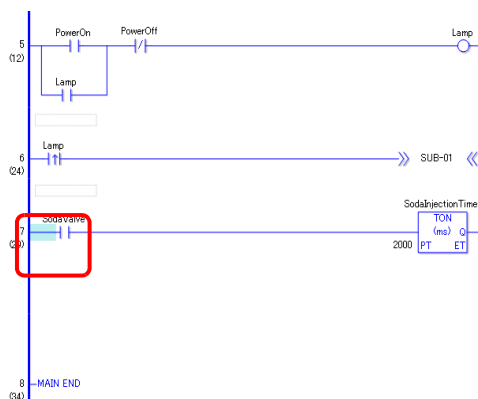 PowerOn PowerOff Lamp
5
(12)
Lamp
Lamp
6 SUB-01
(24)
SodaInjectionTime
SodaValve TON
7 (ms) Q
(29) 2000 PT ET
8 MAIN END
(34)